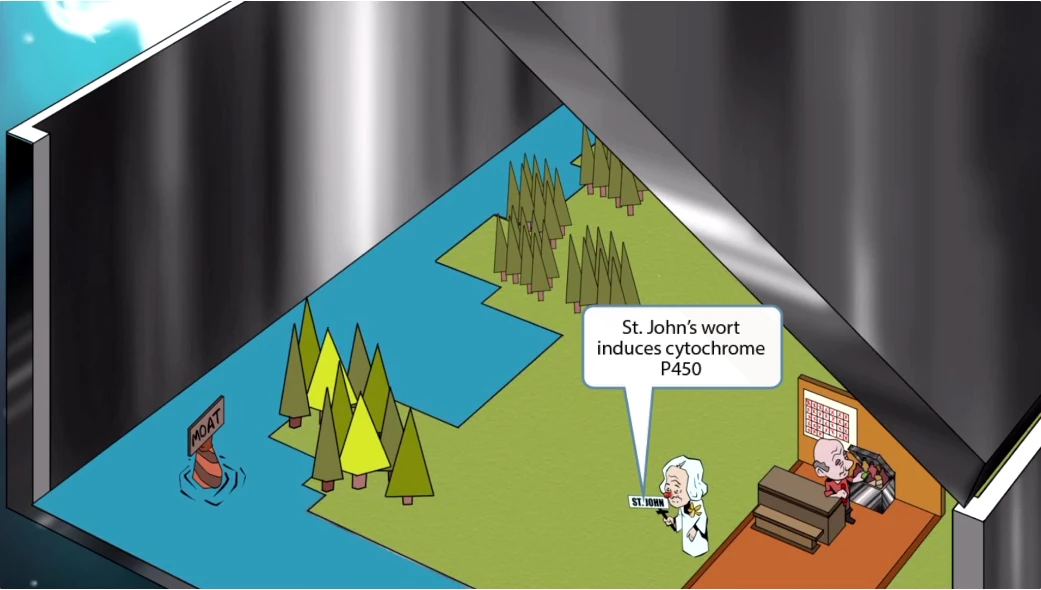 St. John's wort
induces cytochrome
P450
MOAT
ST. JOHN